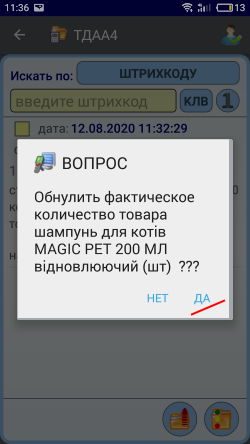 11:36
13
ТДАА4
Искать по: ШТРИХКОДУ
введите штрихкод КЛВ 1
дата: 12.08.2020 11:32:29
ВОПРОС
Обнулить фактическое
количество товара
шампунь для котів
MAGIC PET 200 МЛ
відновлюючий (шт) ???
НЕТ ДА